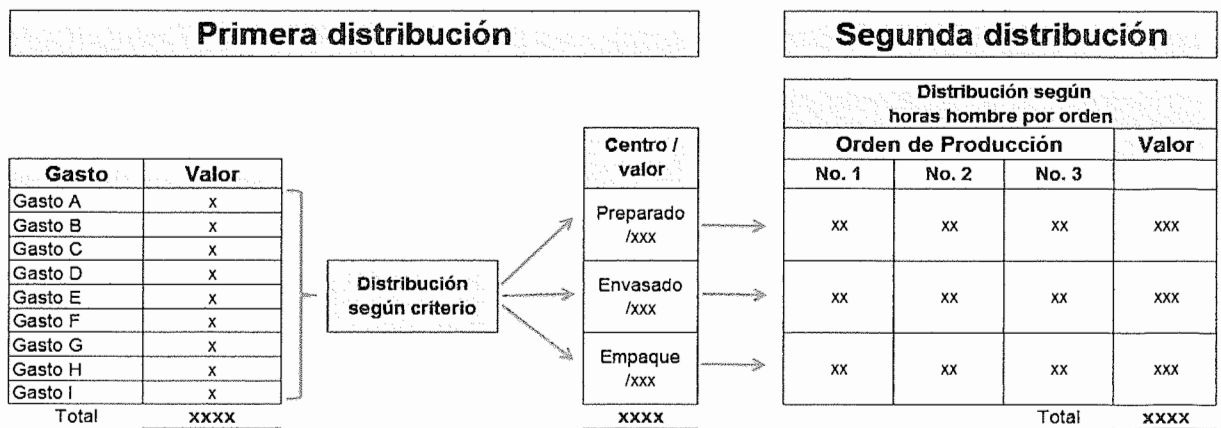 Primera distribución
Segunda distribución
Gasto Valor
Gasto A x
Gasto B x
Gasto C x
Gasto D x
Gasto E x
Gasto F x
Gasto G x
Gasto H x
Gasto I x
Total xxxx
Distribución
según criterio
Centro /
valor
Preparado
/xxx
Envasado
/xxx
Empaque
/xxx
xxxx
Distribución según
horas hombre por orden
Orden de Producción Valor
No. 1 No. 2 No. 3
xx xx xx xxx
xx xx xx xxx
xx xx xx xxx
Total xxxx